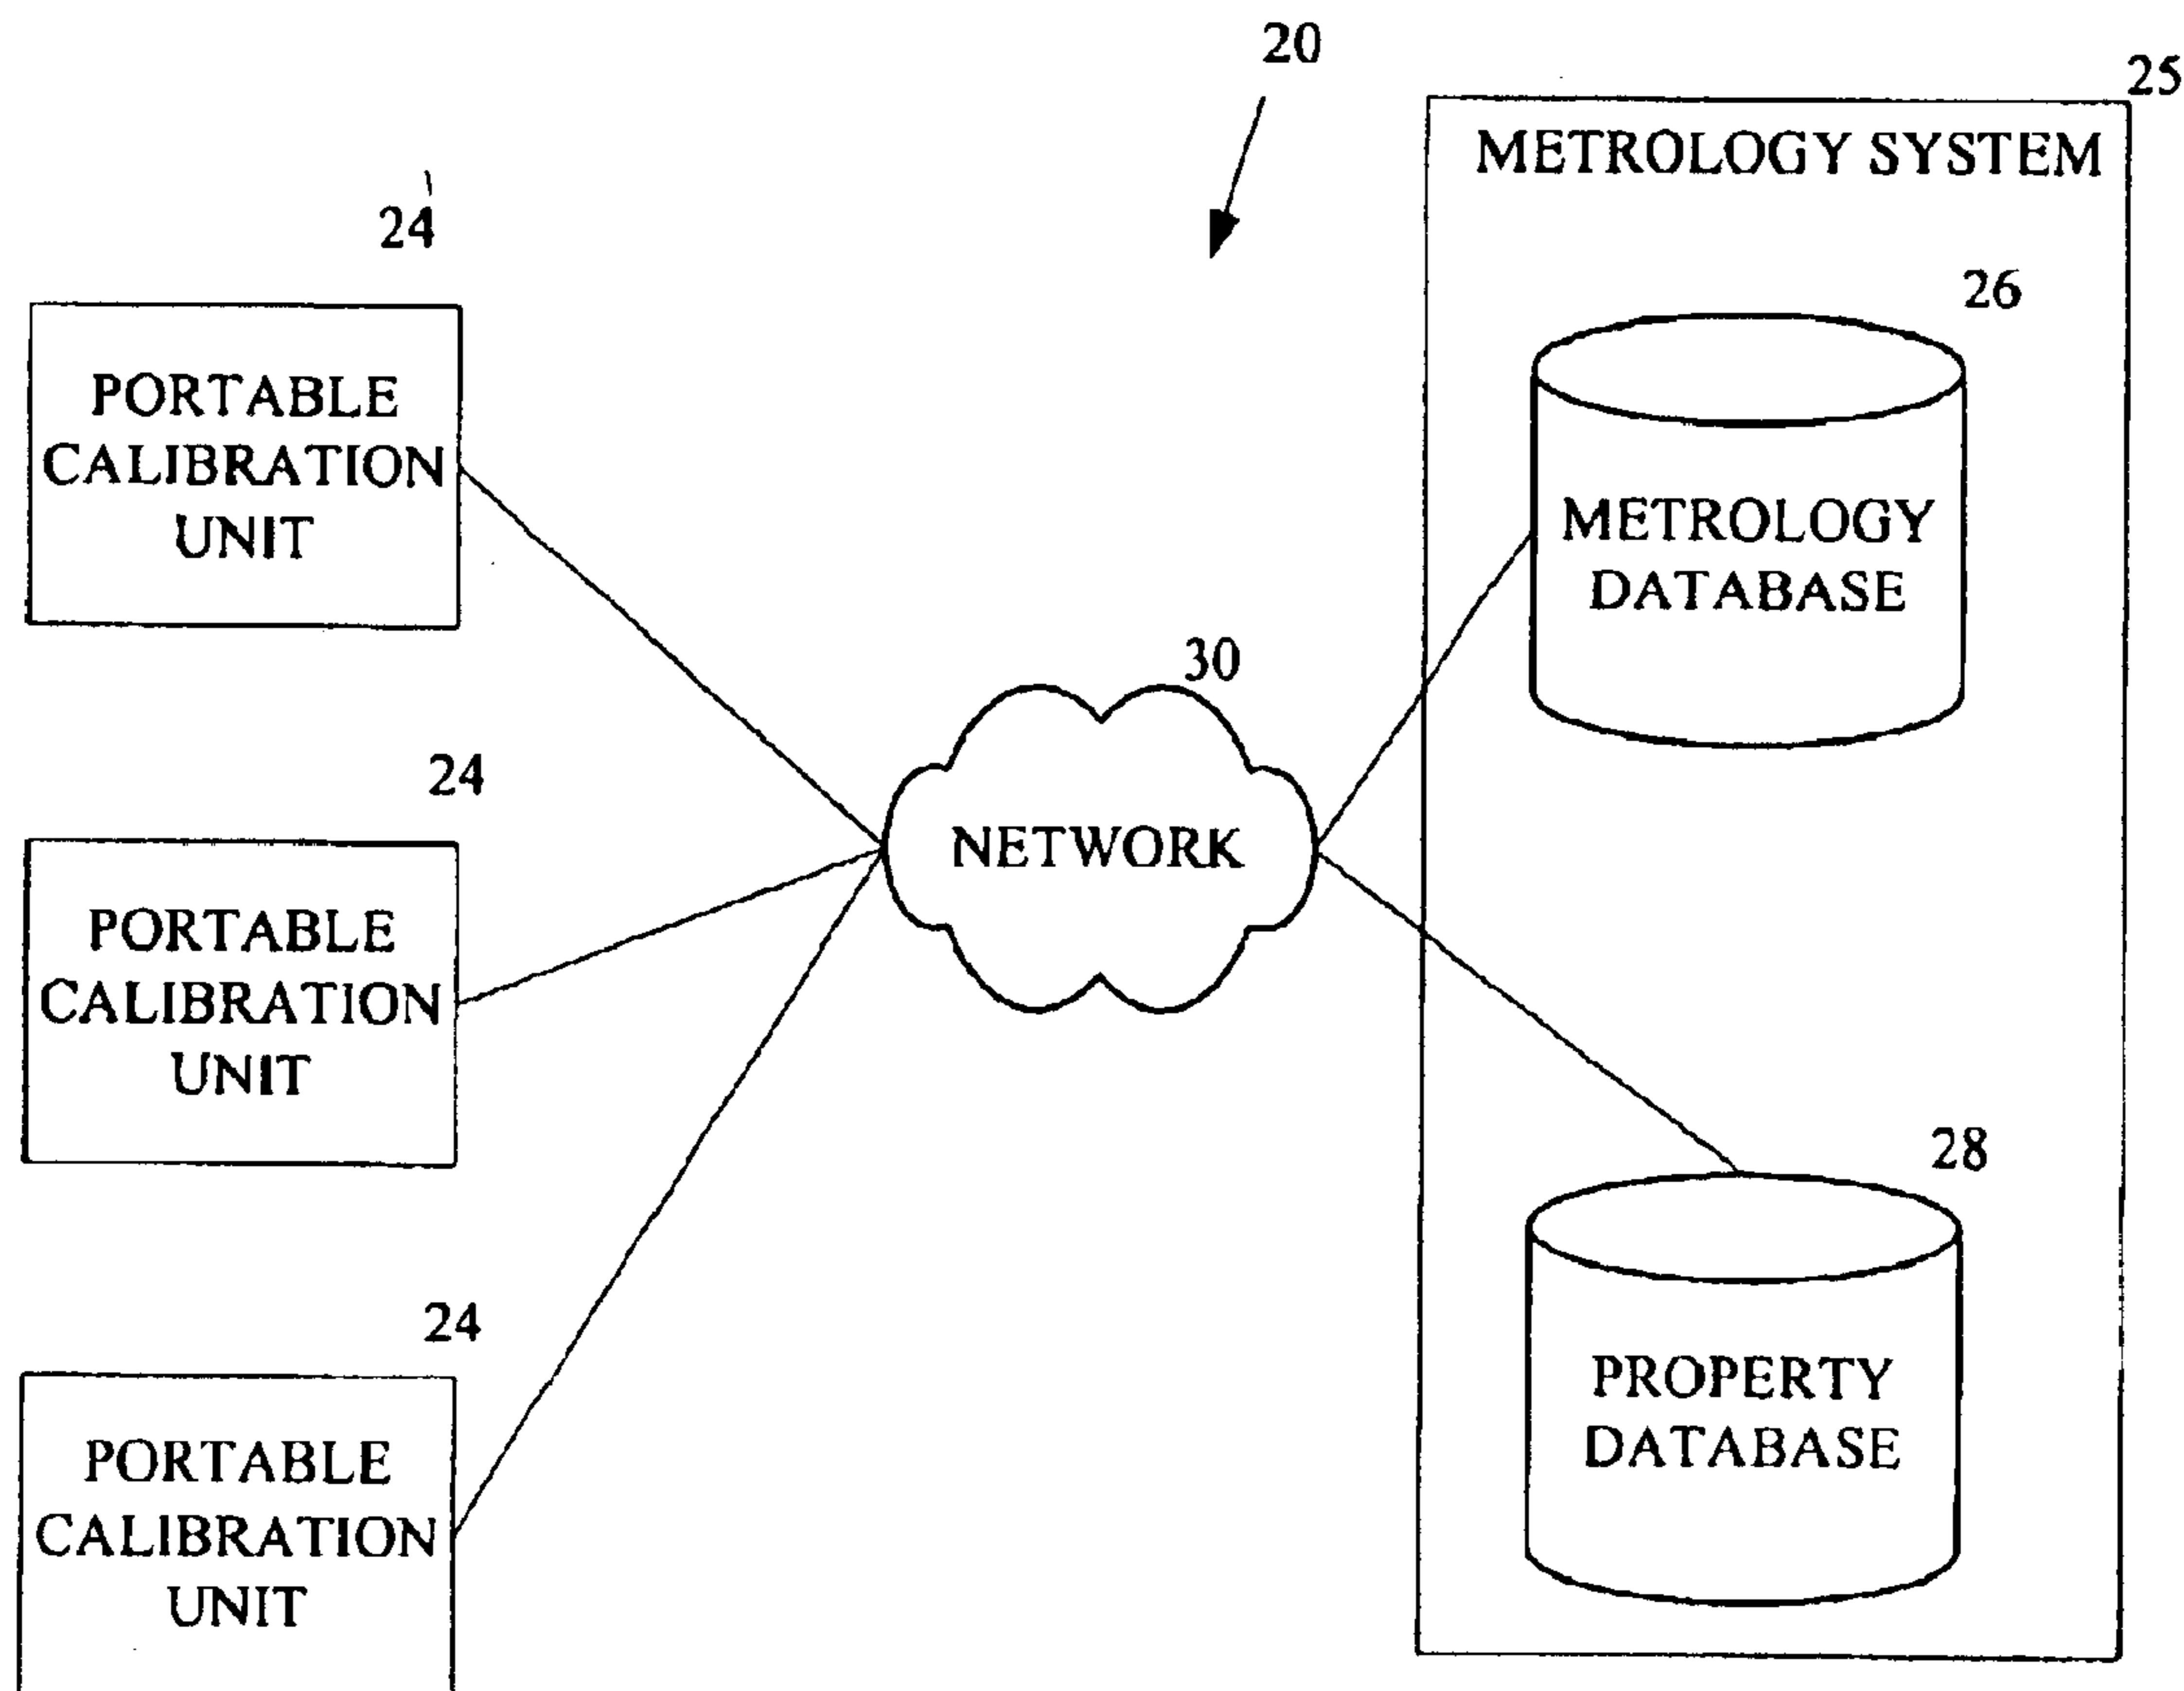 20
25
METROLOGY SYSTEM
24
PORTABLE
CALIBRATION
UNIT
26
METROLOGY
DATABASE
30
NETWORK
24
PORTABLE
CALIBRATION
UNIT
28
PROPERTY
DATABASE
24
PORTABLE
CALIBRATION
UNIT